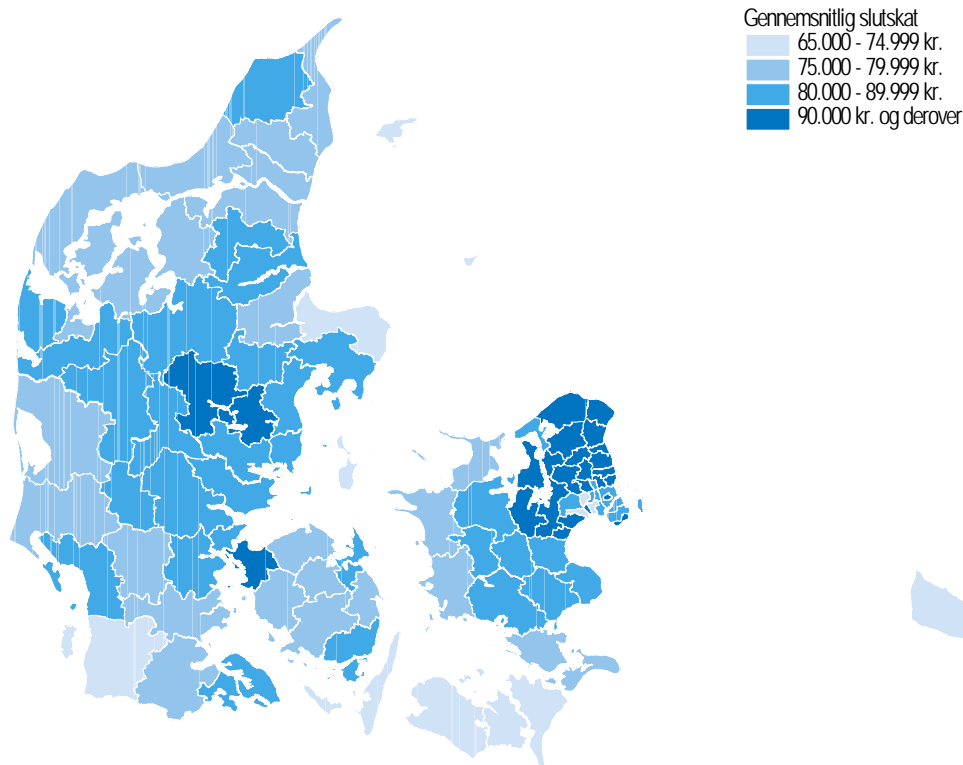 Gennemsnitlig slutskat
65.000 - 74.999 kr.
75.000 - 79.999 kr.
80.000 - 89.999 kr.
90.000 kr. og derover